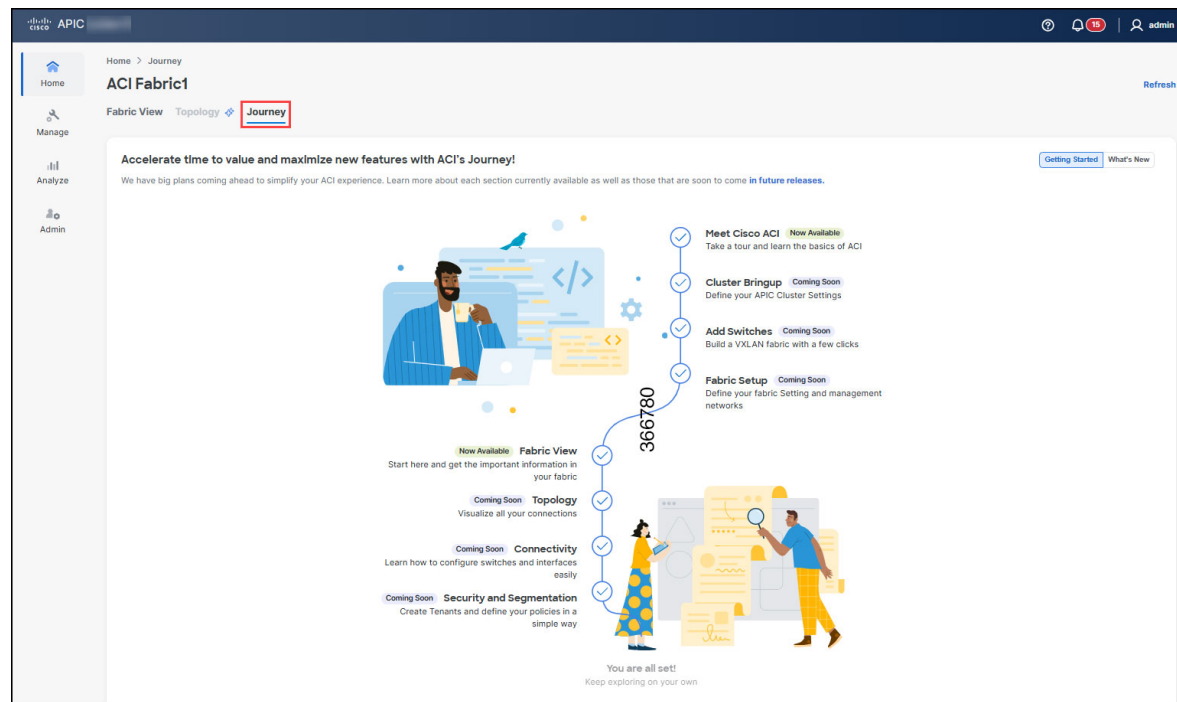 cisco APIC
15
admin
Home
Manage
Analyze
Admin
Home > Journey
ACI Fabric1
Refresh
Fabric View Topology Journey
Accelerate time to value and maximize new features with ACI's Journey!
Getting Started What's New
We have big plans coming ahead to simplify your ACI experience. Learn more about each section currently available as well as those that are soon to come in future releases.
Meet Cisco ACI Now Available
Take a tour and learn the basics of ACI
Cluster Bringup Coming Soon
Define your APIC Cluster Settings
Add Switches Coming Soon
Build a VXLAN fabric with a few clicks
Fabric Setup Coming Soon
Define your fabric Setting and management
networks
366780
Now Available Fabric View
Start here and get the important information in
your fabric
Coming Soon Topology
Visualize all your connections
Coming Soon Connectivity
Learn how to configure switches and interfaces
easily
Coming Soon Security and Segmentation
Create Tenants and define your policies in a
simple way
You are all set!
Keep exploring on your own